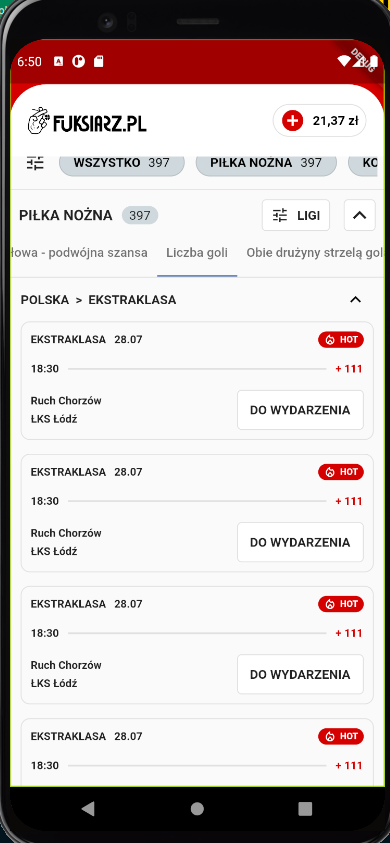 6:50
DEBUG
FUKSIARZ.PL
21,37 zł
WSZYSTKO 397
PIŁKA NOŻNA 397
KO
PIŁKA NOŻNA 397
LIGI
łowa - podwójna szansa
Liczba goli
Obie drużyny strzelą gol
POLSKA > EKSTRAKLASA
EKSTRAKLASA 28.07
HOT
18:30
+ 111
Ruch Chorzów
ŁKS Łódź
DO WYDARZENIA
EKSTRAKLASA 28.07
HOT
18:30
+ 111
Ruch Chorzów
ŁKS Łódź
DO WYDARZENIA
EKSTRAKLASA 28.07
HOT
18:30
+ 111
Ruch Chorzów
ŁKS Łódź
DO WYDARZENIA
EKSTRAKLASA 28.07
HOT
18:30
+ 111